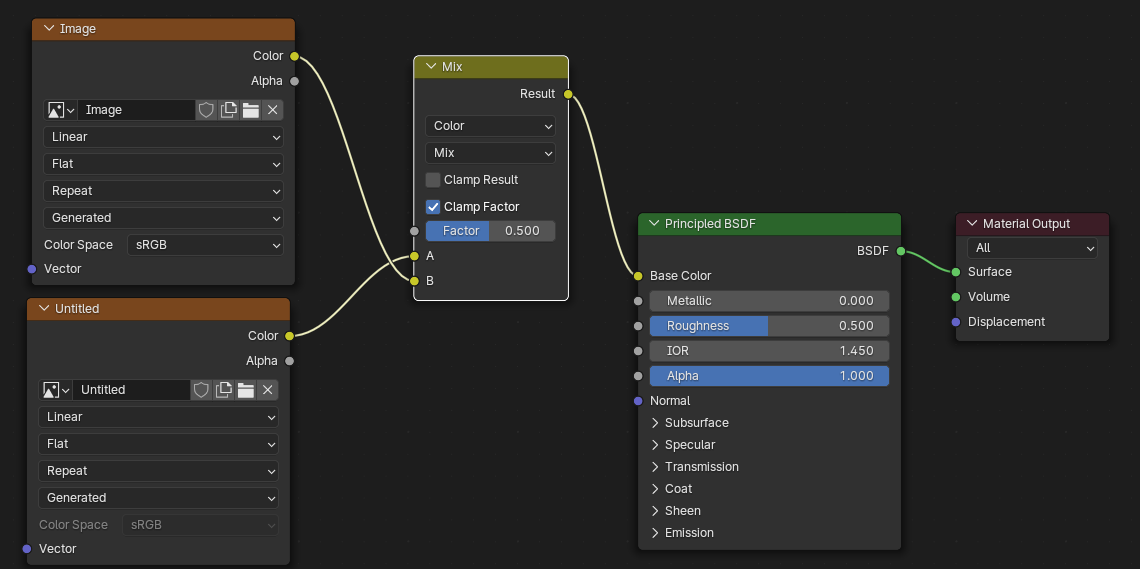 Image
Color
Alpha
Image
Linear
Flat
Repeat
Generated
Color Space sRGB
Vector
Untitled
Color
Alpha
Untitled
Linear
Flat
Repeat
Generated
Color Space sRGB
Vector
Mix
Result
Color
Mix
Clamp Result
Clamp Factor
Factor 0.500
A
B
Principled BSDF
BSDF
Base Color
Metallic 0.000
Roughness 0.500
IOR 1.450
Alpha 1.000
Normal
Subsurface
Specular
Transmission
Coat
Sheen
Emission
Material Output
All
Surface
Volume
Displacement